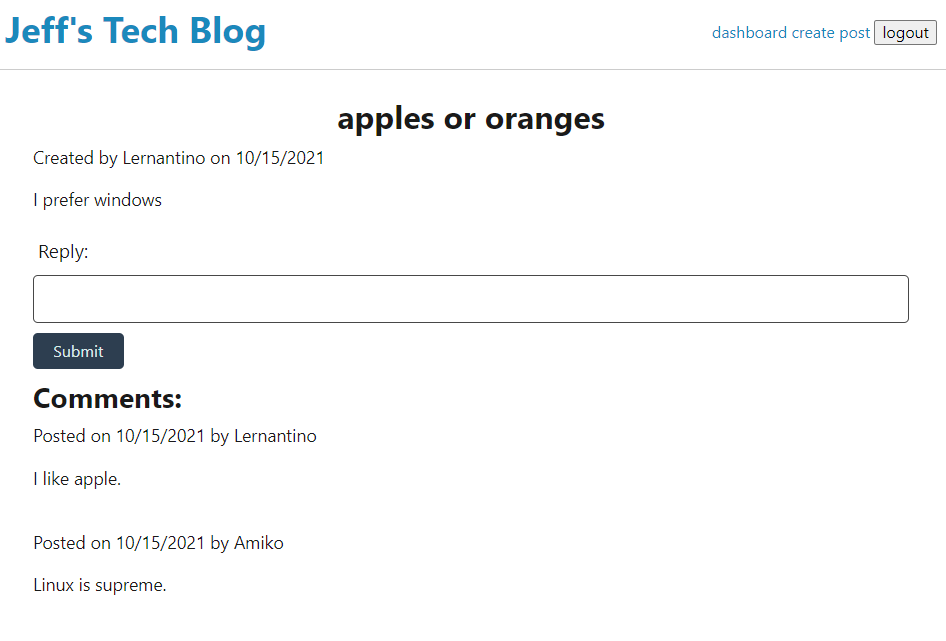 Jeff's Tech Blog
dashboard create post logout
apples or oranges
Created by Lernantino on 10/15/2021
I prefer windows
Reply:
Submit
Comments:
Posted on 10/15/2021 by Lernantino
I like apple.
Posted on 10/15/2021 by Amiko
Linux is supreme.